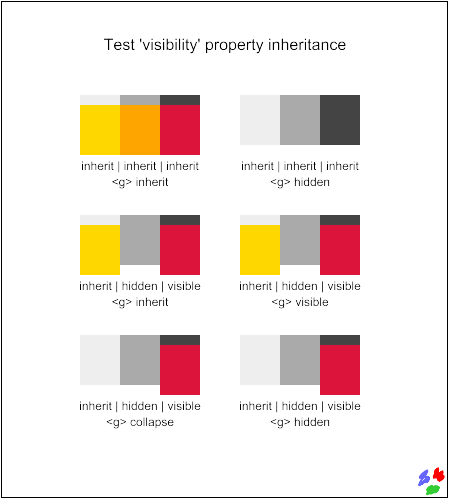 Test 'visibility' property inheritance
inherit | inherit | inherit
<g> inherit
inherit | inherit | inherit
<g> hidden
inherit | hidden | visible
<g> inherit
inherit | hidden | visible
<g> visible
inherit | hidden | visible
<g> collapse
inherit | hidden | visible
<g> hidden